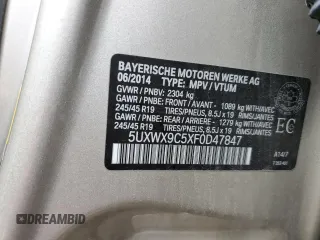 BAYERISCHE MOTOREN WERKE AG
06/2014 TYPE: MPV / VTUM
GVWR / PNBV: 2304 kg
GAWR / PNBE: FRONT / AVANT - 1089 kg WITH/AVEC
245/45 R19 TIRES/PNEUS, 8.5J x 19 RIMS/JANTES
GAWR / PNBE: REAR / ARRIERE - 1279 kg WITH/AVEC
245/45 R19 TIRES/PNEUS, 8.5J x 19 RIMS/JANTES
5UXWX9C5XF0D47847
EC
© DREAMBID